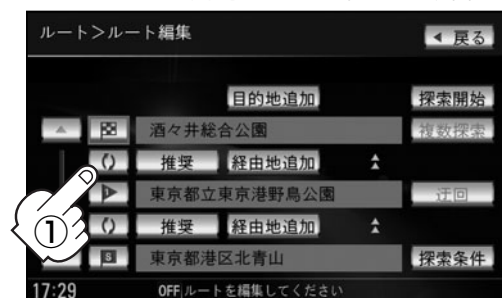 ルート＞ルート編集
◀ 戻る
目的地追加 探索開始
酒々井総合公園 複数探索
推奨 経由地追加
1 東京都立東京港野鳥公園 迂回
①
推奨 経由地追加
S 東京都港区北青山 探索条件
17:29 OFF ルートを編集してください